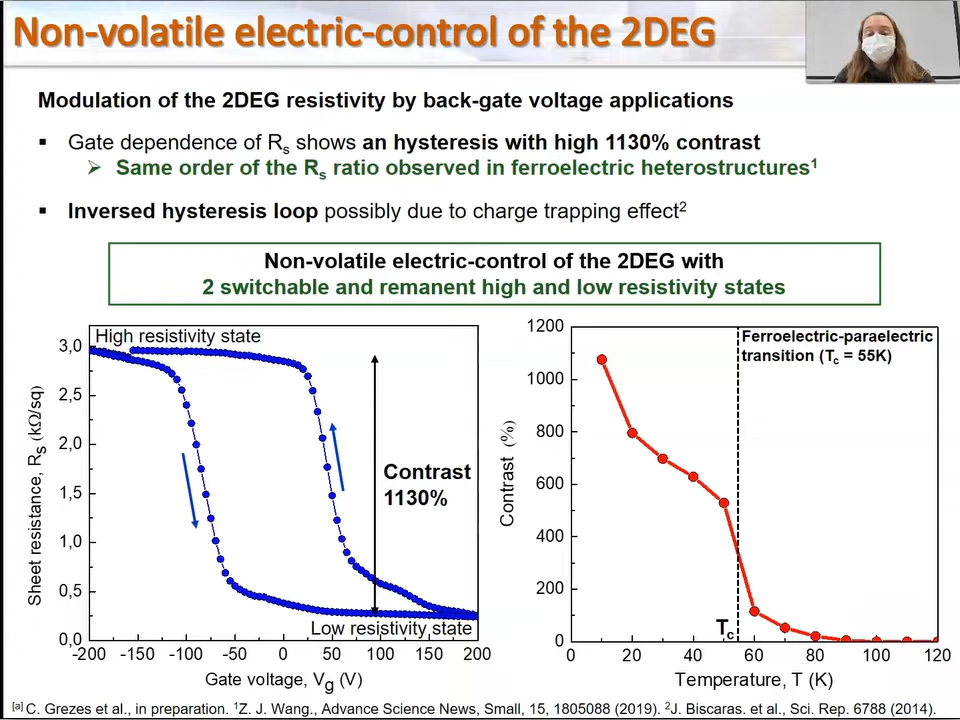 Non-volatile electric-control of the 2DEG
Modulation of the 2DEG resistivity by back-gate voltage applications
▪ Gate dependence of Rs shows an hysteresis with high 1130% contrast
➢ Same order of the Rs ratio observed in ferroelectric heterostructures¹
▪ Inversed hysteresis loop possibly due to charge trapping effect²
Non-volatile electric-control of the 2DEG with
2 switchable and remanent high and low resistivity states
High resistivity state
3,0
2,5
2,0
1,5
1,0
0,5
0,0
Sheet resistance, Rs (kΩ/sq)
Contrast
1130%
Low resistivity state
-200 -150 -100 -50 0 50 100 150 200
Gate voltage, Vg (V)
1200
1000
800
600
400
200
0
Contrast (%)
Ferroelectric-paraelectric
transition (Tc = 55K)
Tc
0 20 40 60 80 100 120
Temperature, T (K)
[a] C. Grezes et al., in preparation. ¹Z. J. Wang., Advance Science News, Small, 15, 1805088 (2019). ²J. Biscaras. et al., Sci. Rep. 6788 (2014).